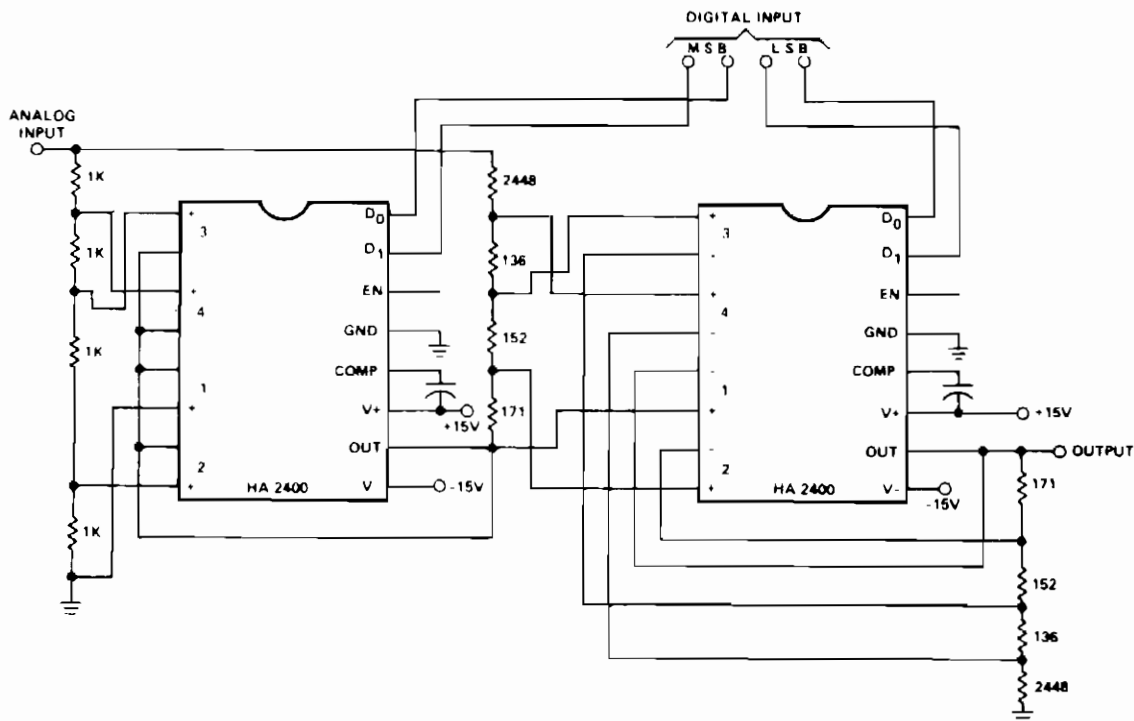 DIGITAL INPUT
MSB LSB
ANALOG
INPUT
1K
1K
1K
1K
+
3
+
4
1
+
2
+
HA 2400
D0
D1
EN
GND
COMP
V+
+15V
OUT
V
-15V
2448
136
152
171
+
3
-
+
4
-
-
1
+
-
2
+
HA 2400
D0
D1
EN
GND
COMP
V+
+15V
OUT
OUTPUT
V-
-15V
171
152
136
2448